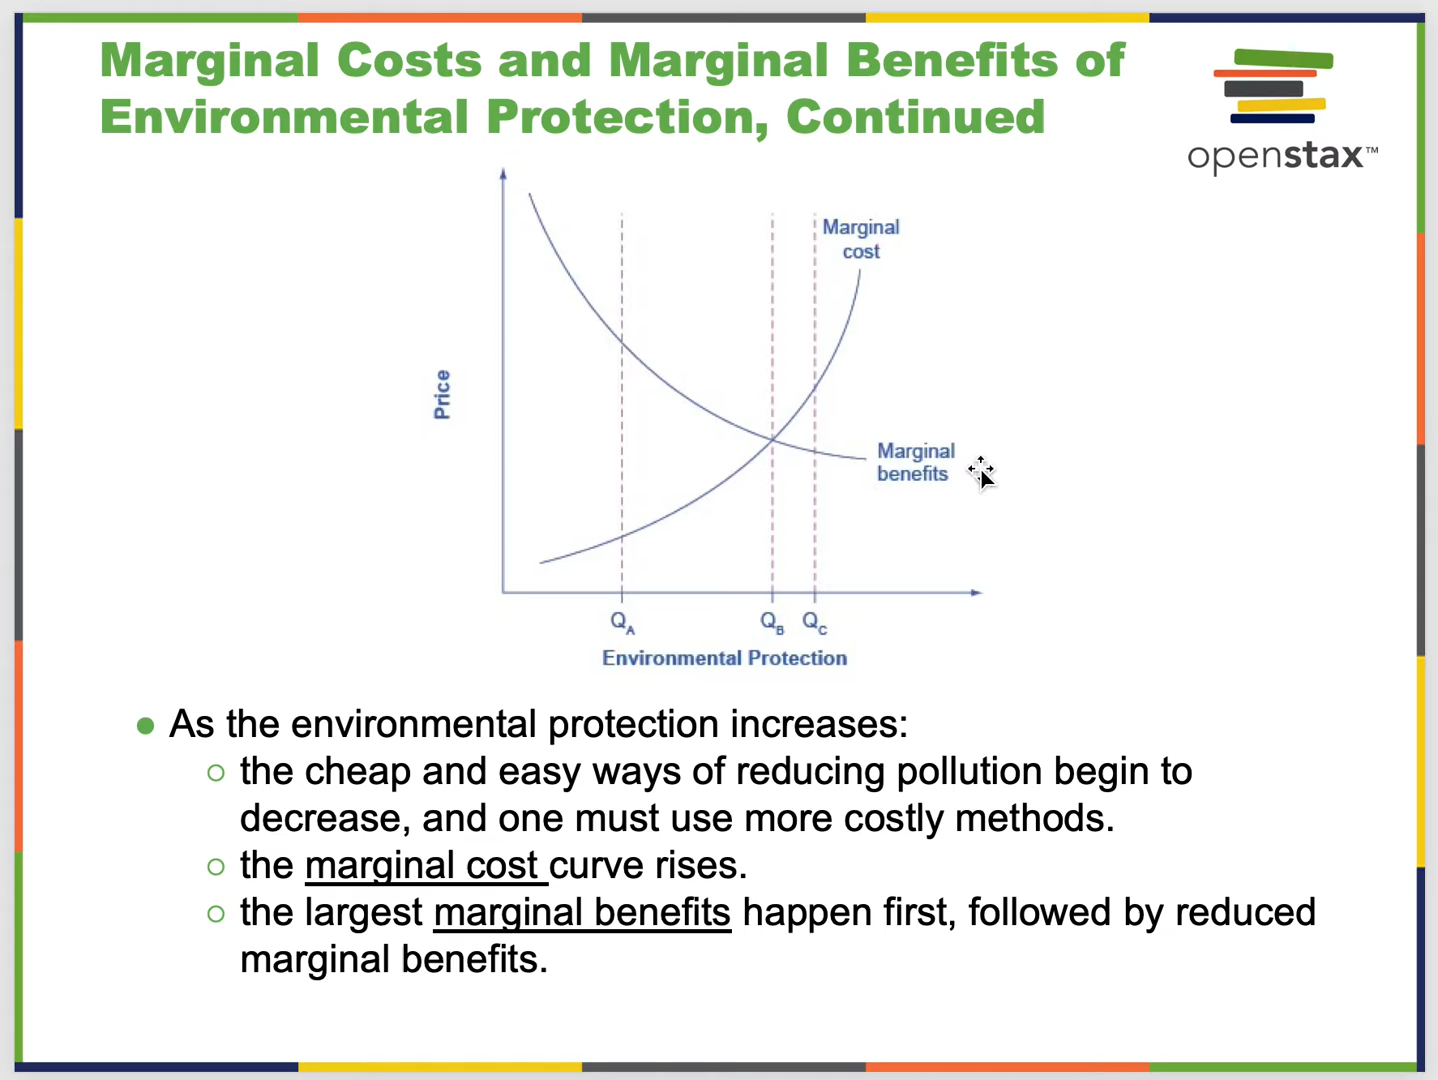 Marginal Costs and Marginal Benefits of
Environmental Protection, Continued
openstax™
Marginal
cost
Price
Marginal
benefits
QA
QB
QC
Environmental Protection
● As the environmental protection increases:
○ the cheap and easy ways of reducing pollution begin to
decrease, and one must use more costly methods.
○ the marginal cost curve rises.
○ the largest marginal benefits happen first, followed by reduced
marginal benefits.